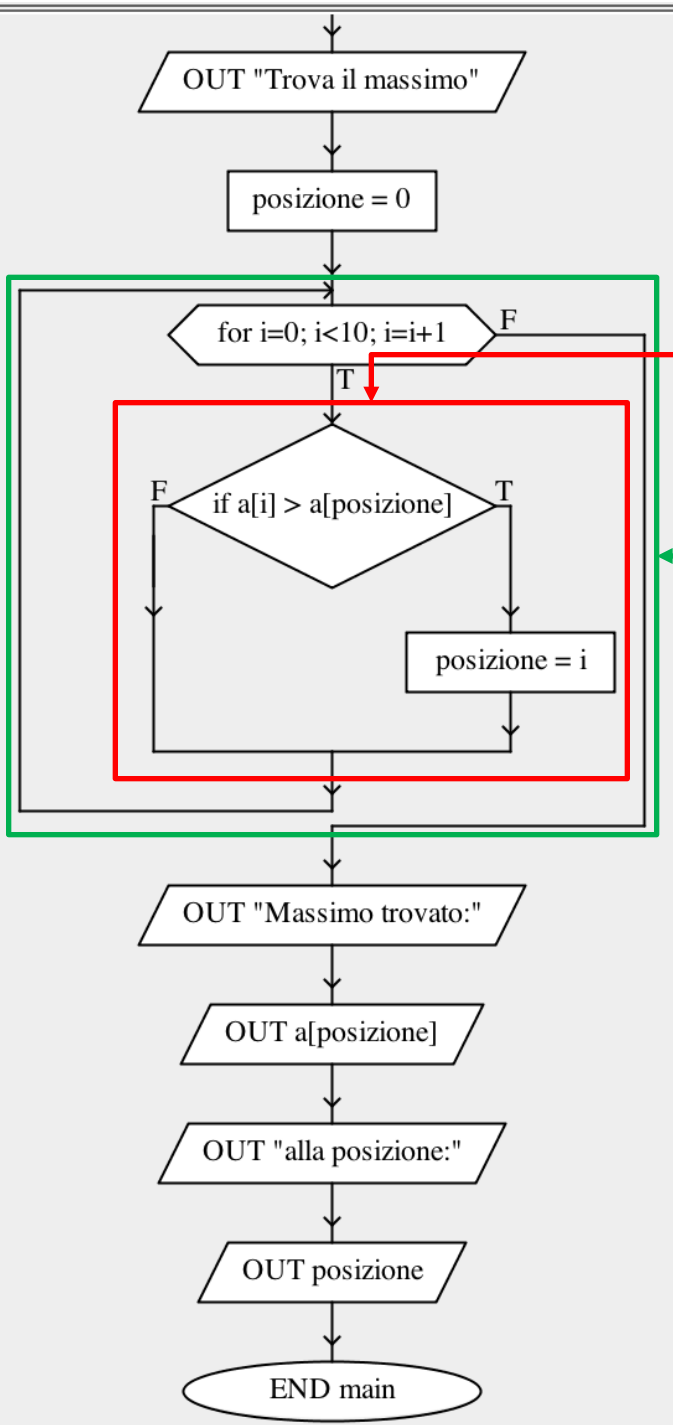 OUT "Trova il massimo"
posizione = 0
for i=0; i<10; i=i+1
F
T
F
if a[i] > a[posizione]
T
posizione = i
OUT "Massimo trovato:"
OUT a[posizione]
OUT "alla posizione:"
OUT posizione
END main